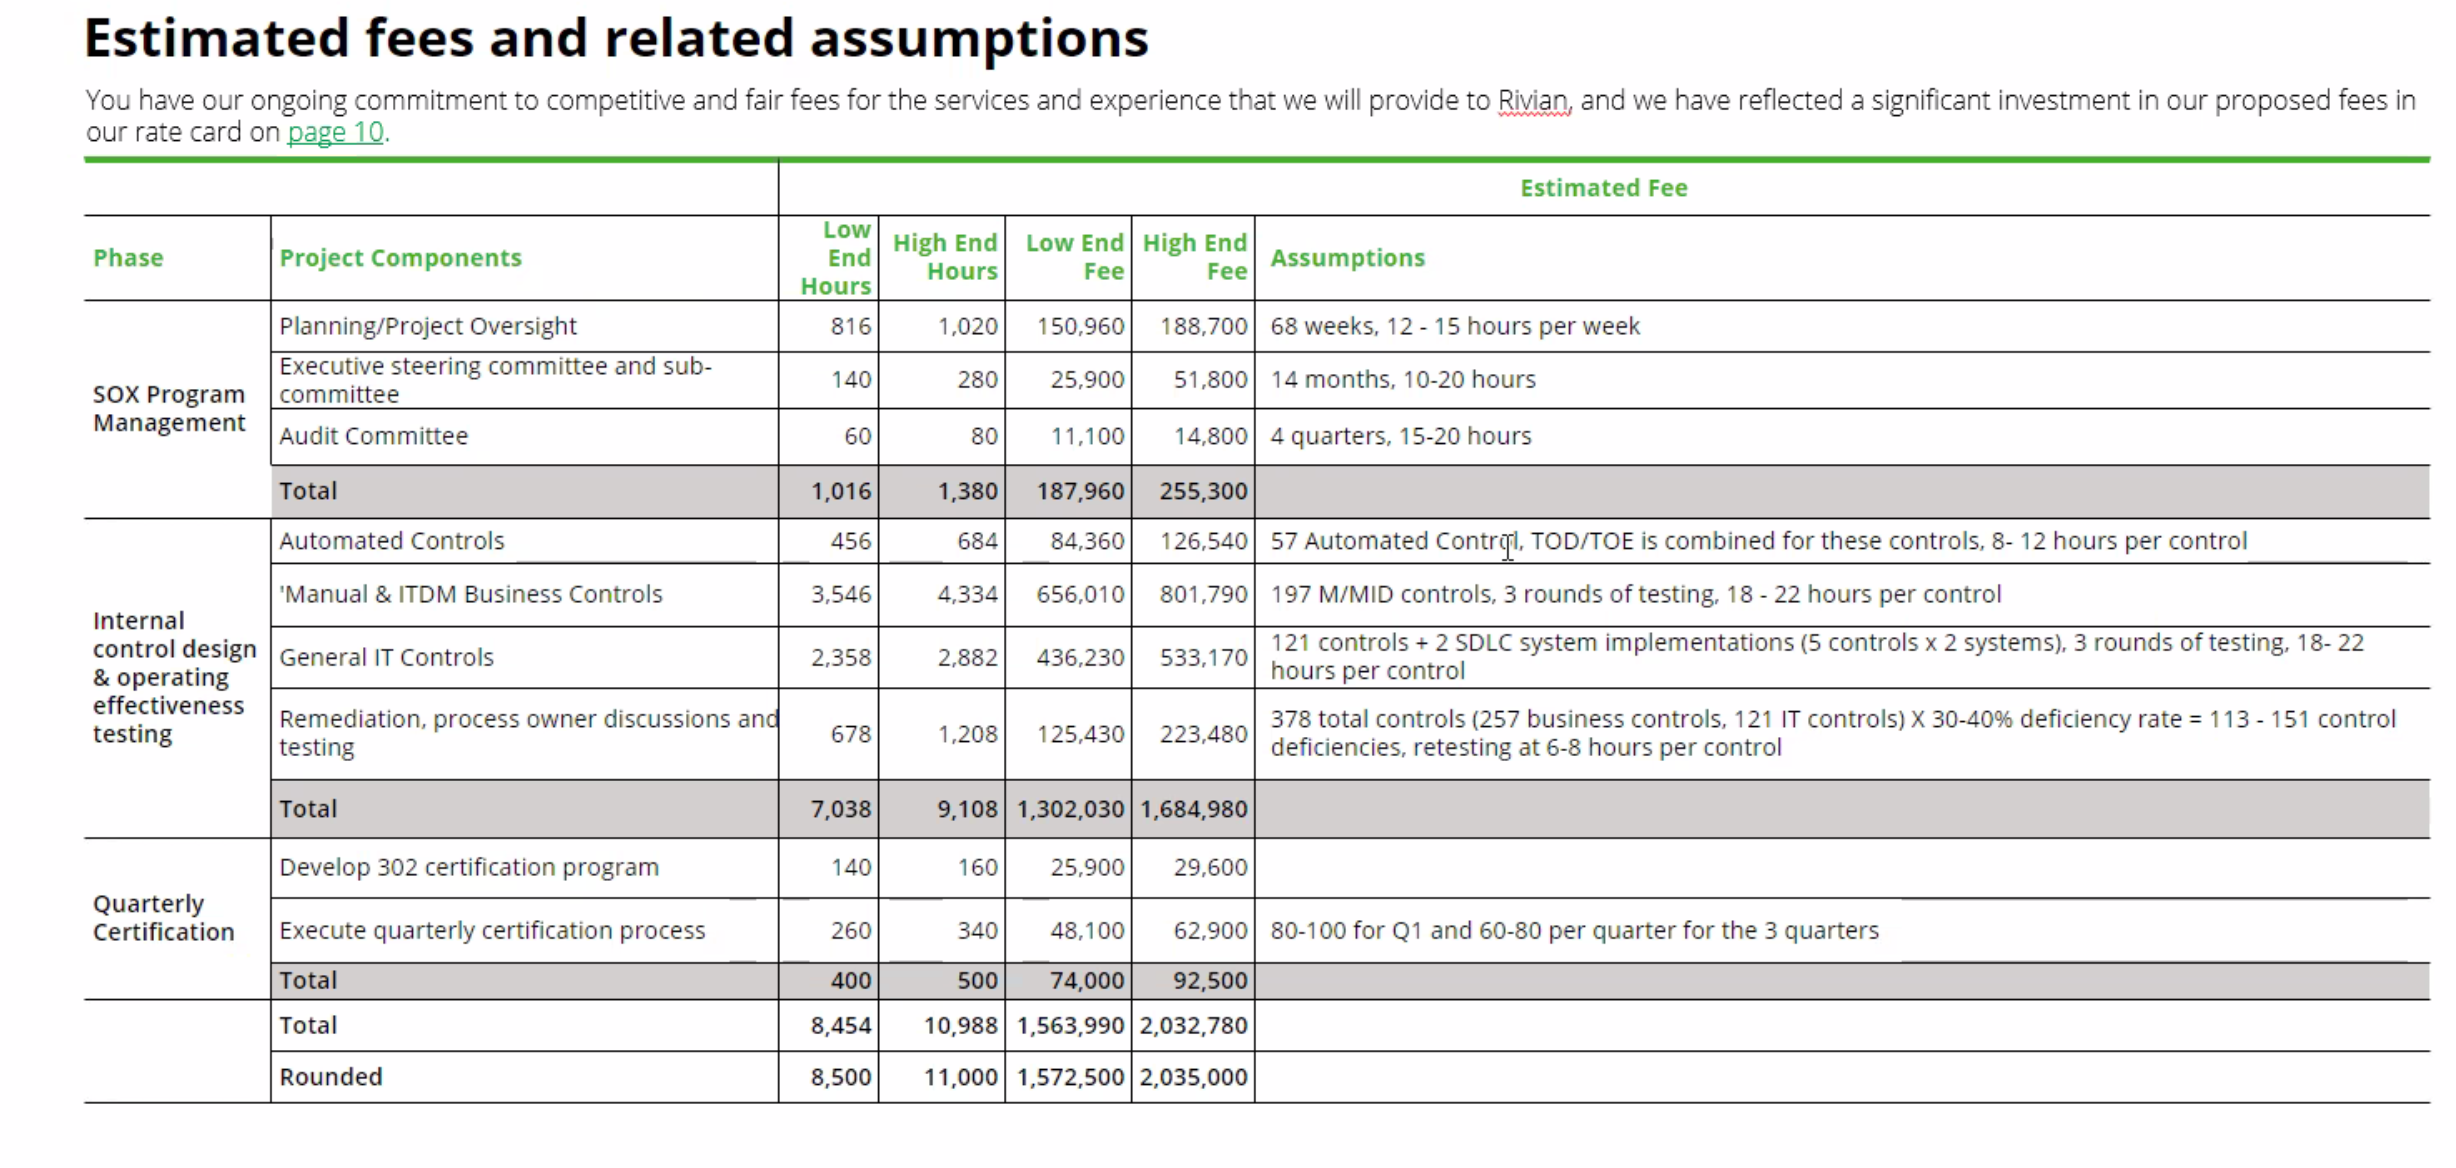 Estimated fees and related assumptions
You have our ongoing commitment to competitive and fair fees for the services and experience that we will provide to Rivian, and we have reflected a significant investment in our proposed fees in
our rate card on page 10.
Estimated Fee
Phase
Project Components
Low
End
Hours
High End
Hours
Low End
Fee
High End
Fee
Assumptions
SOX Program
Management
Planning/Project Oversight
816
1,020
150,960
188,700
68 weeks, 12 - 15 hours per week
Executive steering committee and sub-
committee
140
280
25,900
51,800
14 months, 10-20 hours
Audit Committee
60
80
11,100
14,800
4 quarters, 15-20 hours
Total
1,016
1,380
187,960
255,300
Internal
control design
& operating
effectiveness
testing
Automated Controls
456
684
84,360
126,540
57 Automated Control, TOD/TOE is combined for these controls, 8- 12 hours per control
'Manual & ITDM Business Controls
3,546
4,334
656,010
801,790
197 M/MID controls, 3 rounds of testing, 18 - 22 hours per control
General IT Controls
2,358
2,882
436,230
533,170
121 controls + 2 SDLC system implementations (5 controls x 2 systems), 3 rounds of testing, 18- 22
hours per control
Remediation, process owner discussions and
testing
678
1,208
125,430
223,480
378 total controls (257 business controls, 121 IT controls) X 30-40% deficiency rate = 113 - 151 control
deficiencies, retesting at 6-8 hours per control
Total
7,038
9,108
1,302,030
1,684,980
Quarterly
Certification
Develop 302 certification program
140
160
25,900
29,600
Execute quarterly certification process
260
340
48,100
62,900
80-100 for Q1 and 60-80 per quarter for the 3 quarters
Total
400
500
74,000
92,500
Total
8,454
10,988
1,563,990
2,032,780
Rounded
8,500
11,000
1,572,500
2,035,000